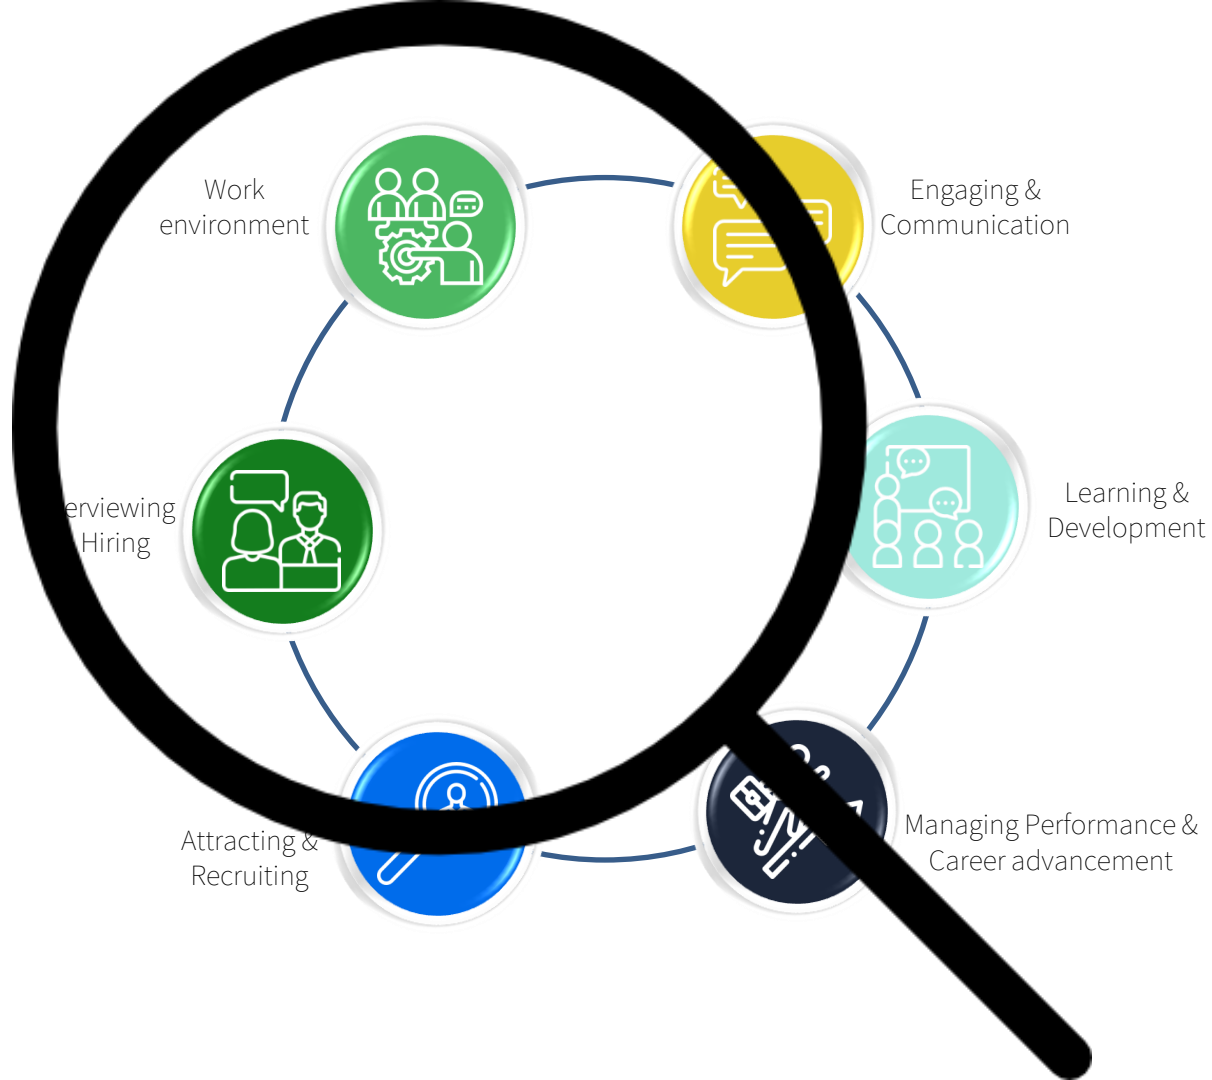 Work
environment
Engaging &
Communication
erviewing
Hiring
Learning &
Development
Attracting &
Recruiting
Managing Performance &
Career advancement